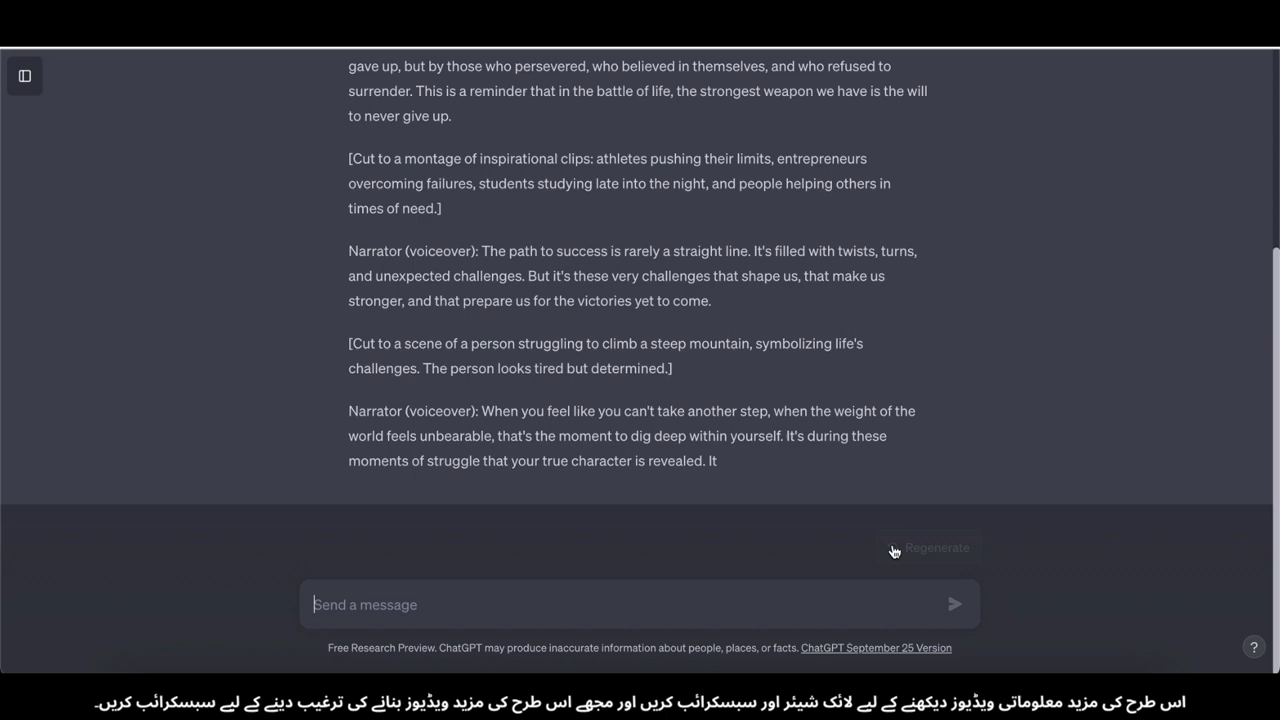 gave up, but by those who persevered, who believed in themselves, and who refused to
surrender. This is a reminder that in the battle of life, the strongest weapon we have is the will
to never give up.
[Cut to a montage of inspirational clips: athletes pushing their limits, entrepreneurs
overcoming failures, students studying late into the night, and people helping others in
times of need.]
Narrator (voiceover): The path to success is rarely a straight line. It's filled with twists, turns,
and unexpected challenges. But it's these very challenges that shape us, that make us
stronger, and that prepare us for the victories yet to come.
[Cut to a scene of a person struggling to climb a steep mountain, symbolizing life's
challenges. The person looks tired but determined.]
Narrator (voiceover): When you feel like you can't take another step, when the weight of the
world feels unbearable, that's the moment to dig deep within yourself. It's during these
moments of struggle that your true character is revealed. It
Regenerate
Send a message
Free Research Preview. ChatGPT may produce inaccurate information about people, places, or facts. ChatGPT September 25 Version
?
اس طرح کی مزید معلوماتی ویڈیوز دیکھنے کے لیے لائک شیئر اور سبسکرائب کریں اور مجھے اس طرح کی مزید ویڈیوز بنانے کی ترغیب دینے کے لیے سبسکرائب کریں۔